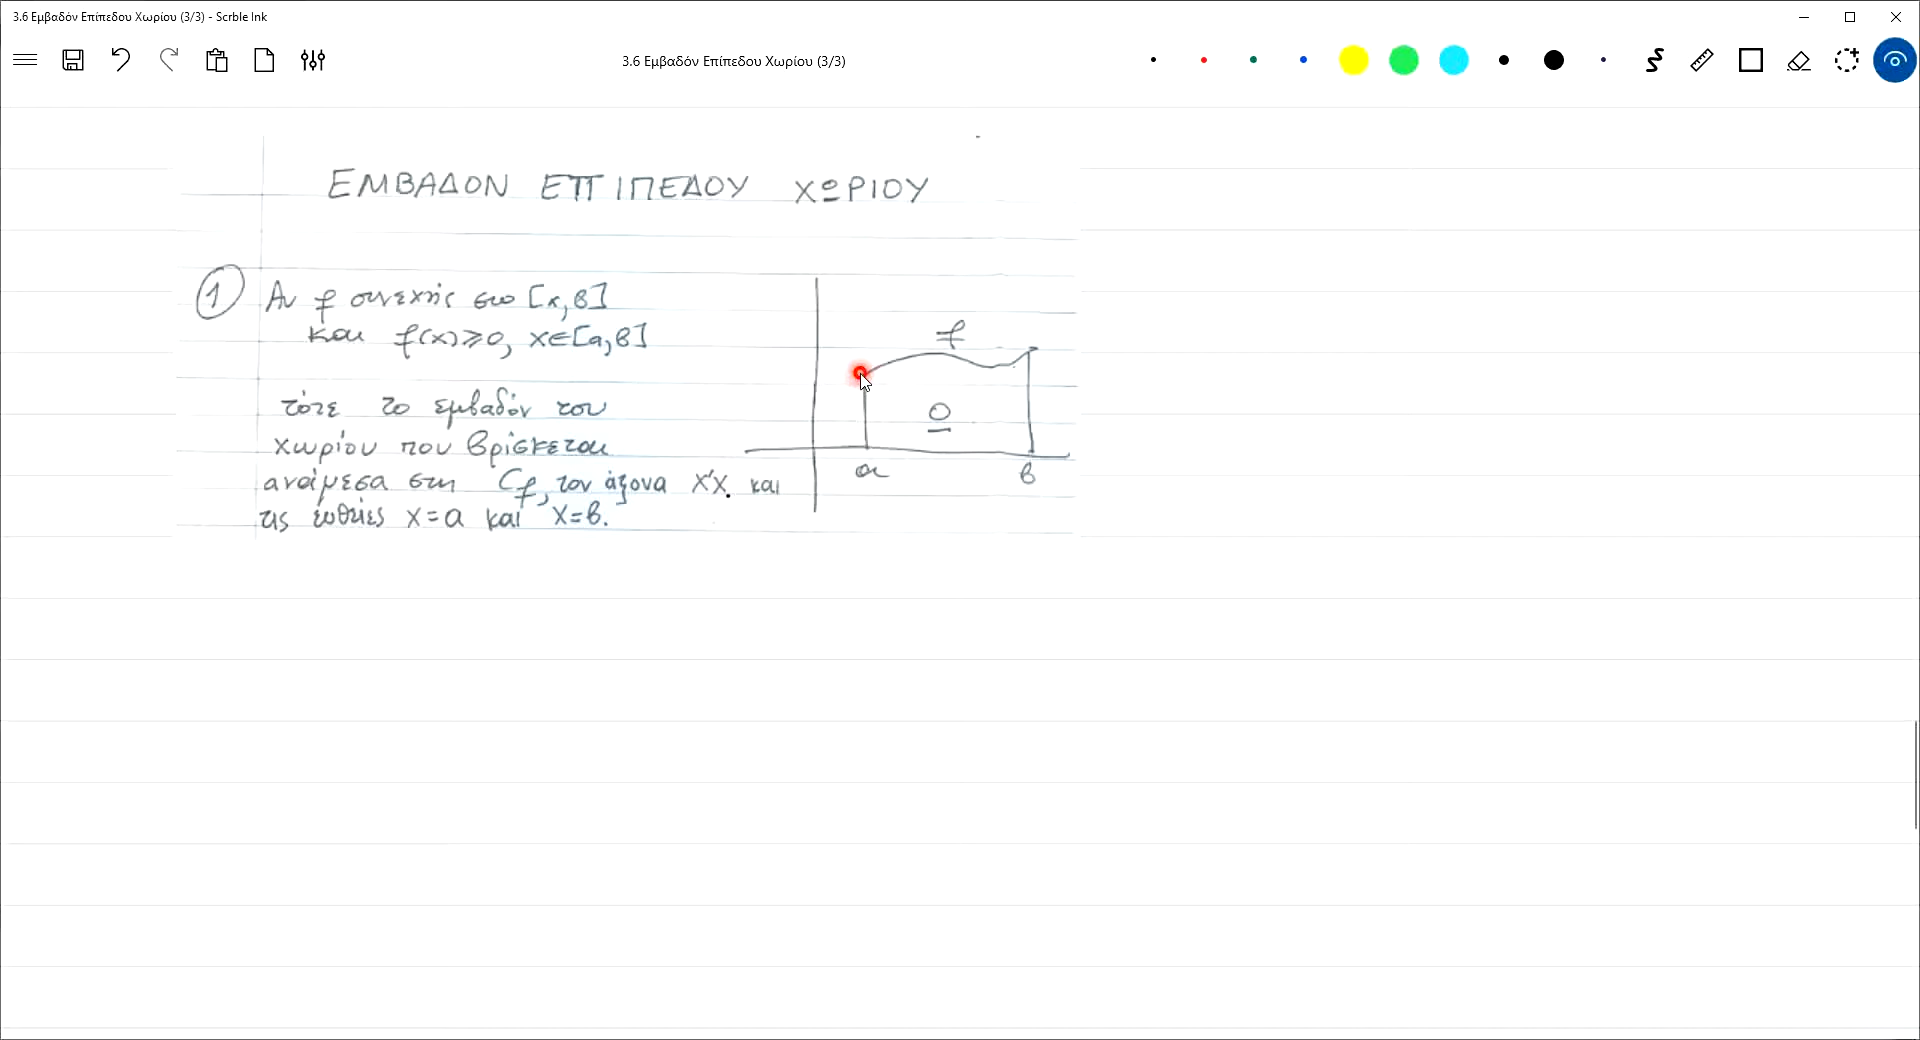 3.6 Εμβαδόν Επίπεδου Χωρίου (3/3) - Scrble Ink
3.6 Εμβαδόν Επίπεδου Χωρίου (3/3)
ΕΜΒΑΔΟΝ ΕΠΙΠΕΔΟΥ ΧΩΡΙΟΥ
① Αν f συνεχής στο [α,β]
και f(x)≥0, x∈[α,β]
τότε το εμβαδόν του
χωρίου που βρίσκεται
ανάμεσα στη Cf, τον άξονα x'x και
τις ευθείες x=α και x=β.
f
Ω
α β